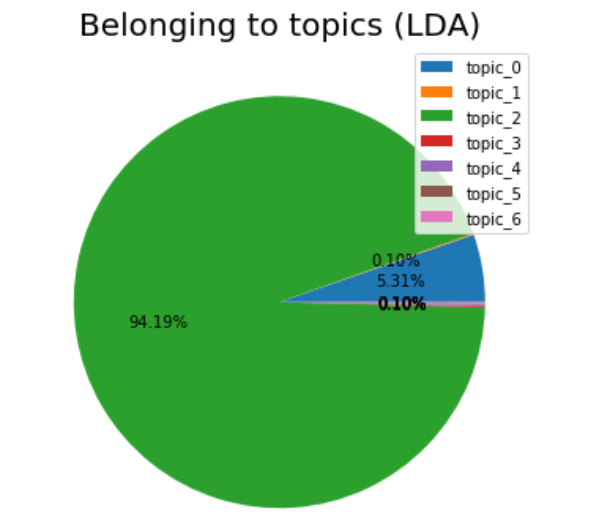 Belonging to topics (LDA)
topic_0
topic_1
topic_2
topic_3
topic_4
topic_5
topic_6
0.10%
5.31%
0.10%
94.19%